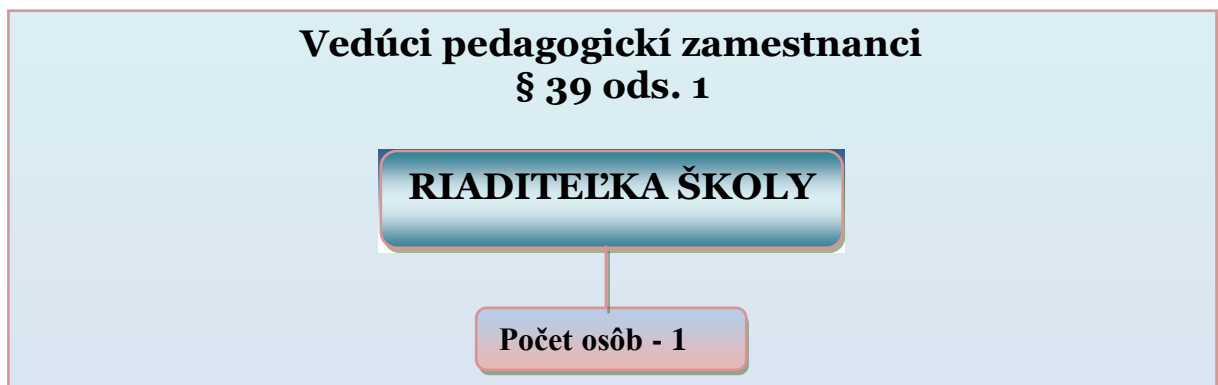 Vedúci pedagogickí zamestnanci
§ 39 ods. 1
RIADITEĽKA ŠKOLY
Počet osôb - 1